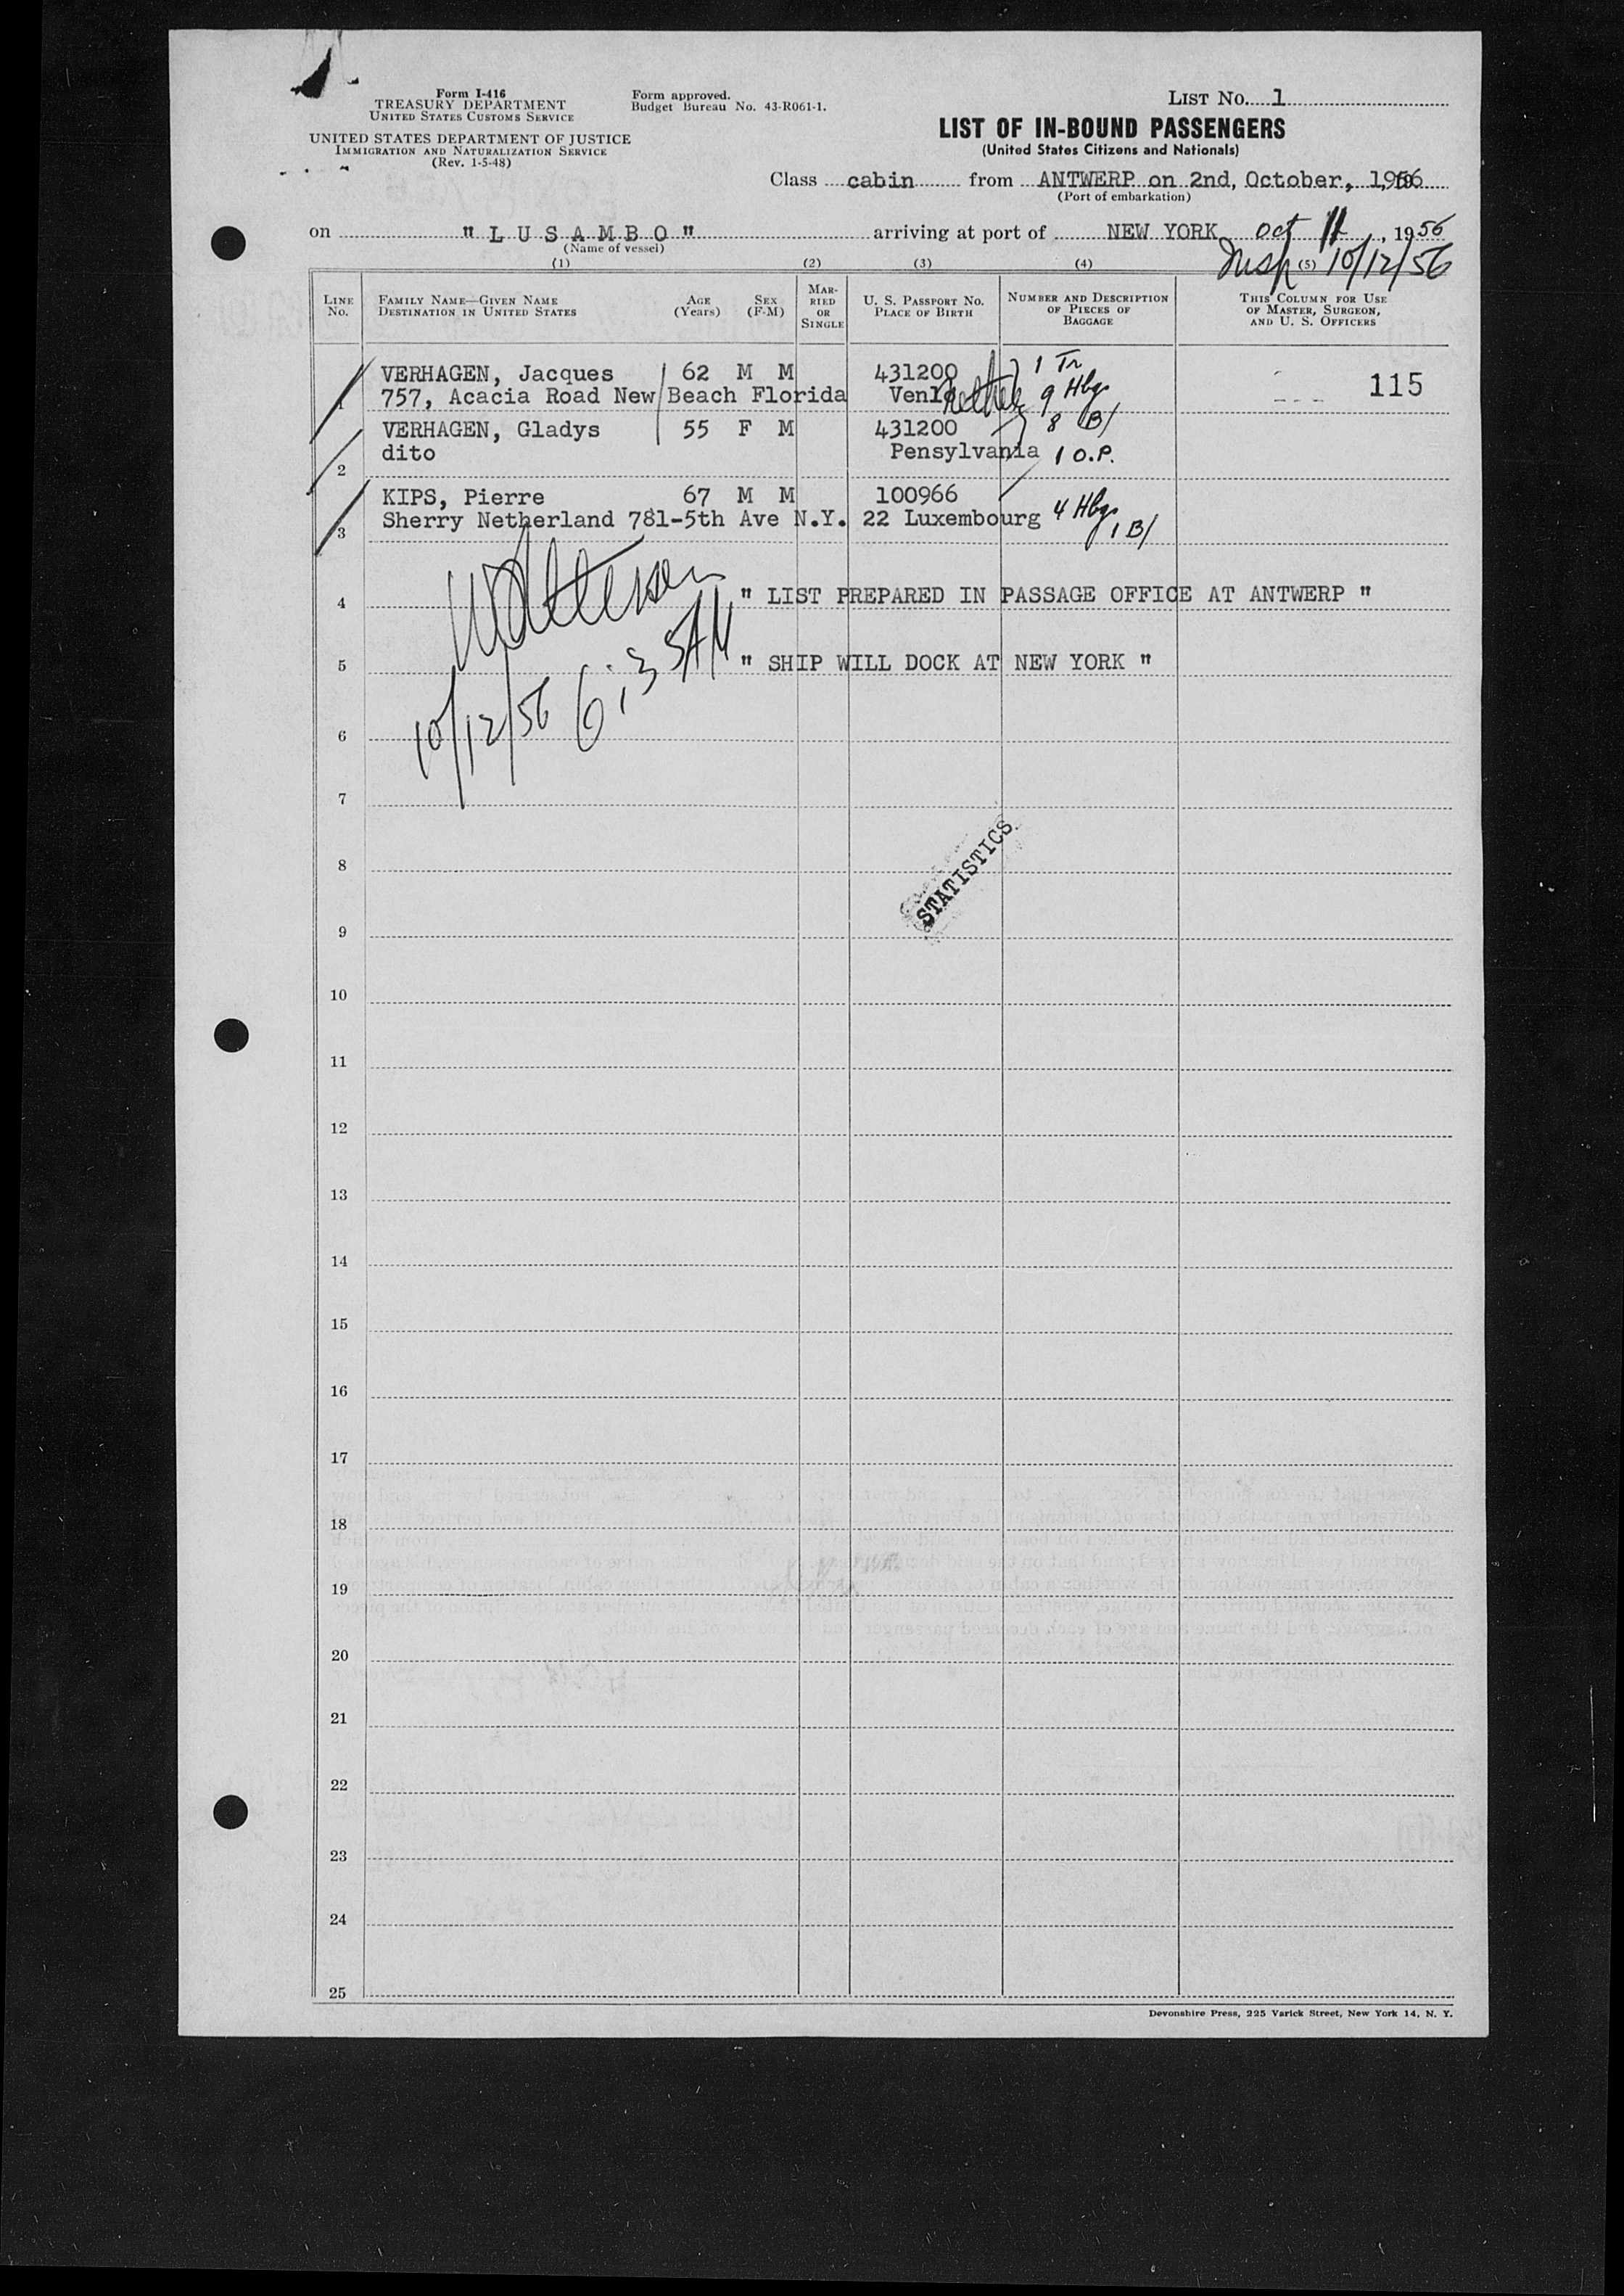 Form I-416
TREASURY DEPARTMENT
UNITED STATES CUSTOMS SERVICE
UNITED STATES DEPARTMENT OF JUSTICE
IMMIGRATION AND NATURALIZATION SERVICE
(Rev. 1-5-48)
Form approved.
Budget Bureau No. 43-R061-1.
LIST NO. 1
LIST OF IN-BOUND PASSENGERS
(United States Citizens and Nationals)
Class cabin from ANTWERP on 2nd, October, 1956
(Port of embarkation)
on " L U S A M B O " arriving at port of NEW YORK Oct 11, 1956
(Name of vessel)
Insp 10/12/56
(1) (2) (3) (4) (5)
LINE No. FAMILY NAME—GIVEN NAME DESTINATION IN UNITED STATES AGE (Years) SEX (F-M) MARRIED OR SINGLE U. S. PASSPORT NO. PLACE OF BIRTH NUMBER AND DESCRIPTION OF PIECES OF BAGGAGE THIS COLUMN FOR USE OF MASTER, SURGEON, AND U. S. OFFICERS
VERHAGEN, Jacques 62 M M 431200 1 Tr
1 757, Acacia Road New Beach Florida Venlo Nethel 9 Hbgs 115
VERHAGEN, Gladys 55 F M 431200 8 B/
2 dito Pensylvania 1 O.P.
KIPS, Pierre 67 M M 100966
3 Sherry Netherland 781-5th Ave N.Y. 22 Luxembourg 4 Hbgs 1 B/
4 " LIST PREPARED IN PASSAGE OFFICE AT ANTWERP "
5 " SHIP WILL DOCK AT NEW YORK "
10/12/56 6:35AM
6
7
8
STATISTICS
9
10
11
12
13
14
15
16
17
18
19
20
21
22
23
24
25
Devonshire Press, 225 Varick Street, New York 14, N. Y.